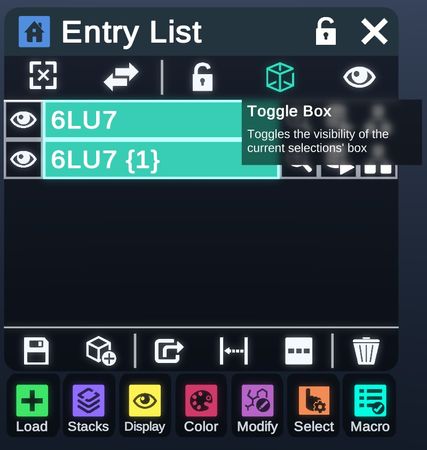 Entry List
6LU7
Toggle Box
Toggles the visibility of the
current selections' box
6LU7 {1}
Load
Stacks
Display
Color
Modify
Select
Macro